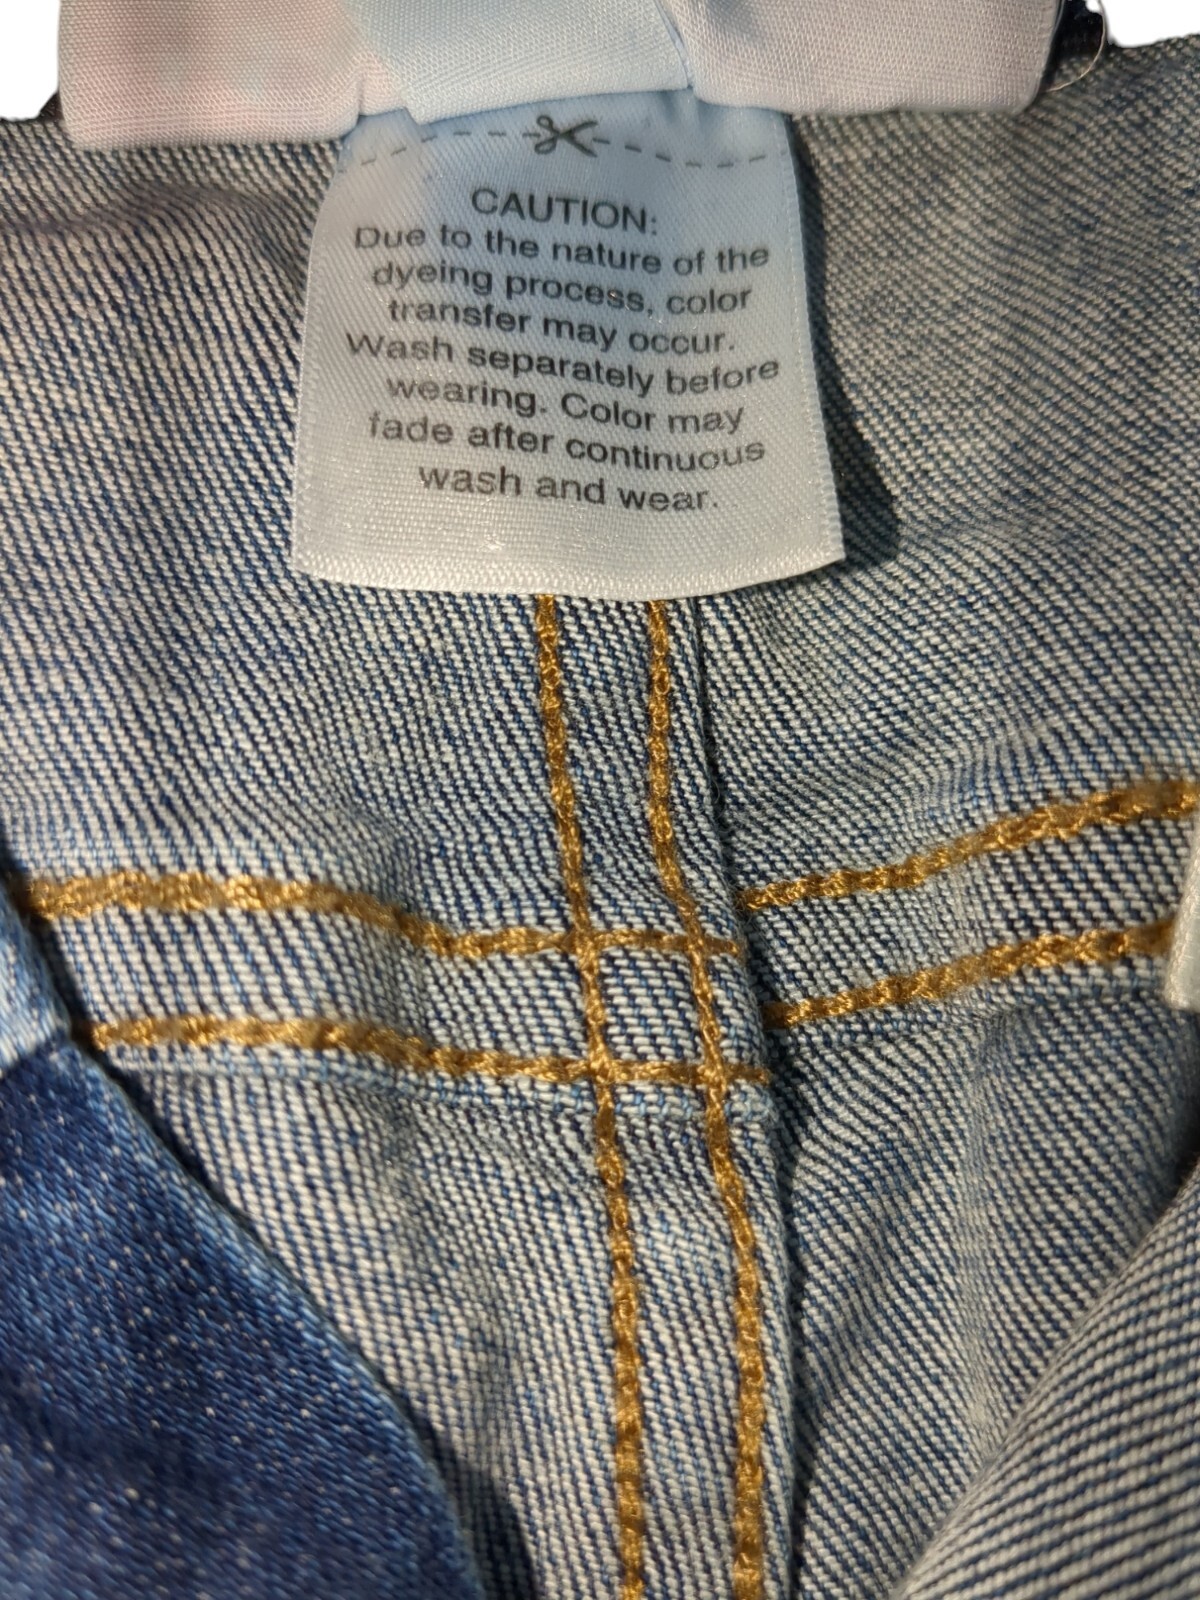 CAUTION:
Due to the nature of the
dyeing process, color
transfer may occur.
Wash separately before
wearing. Color may
fade after continuous
wash and wear.